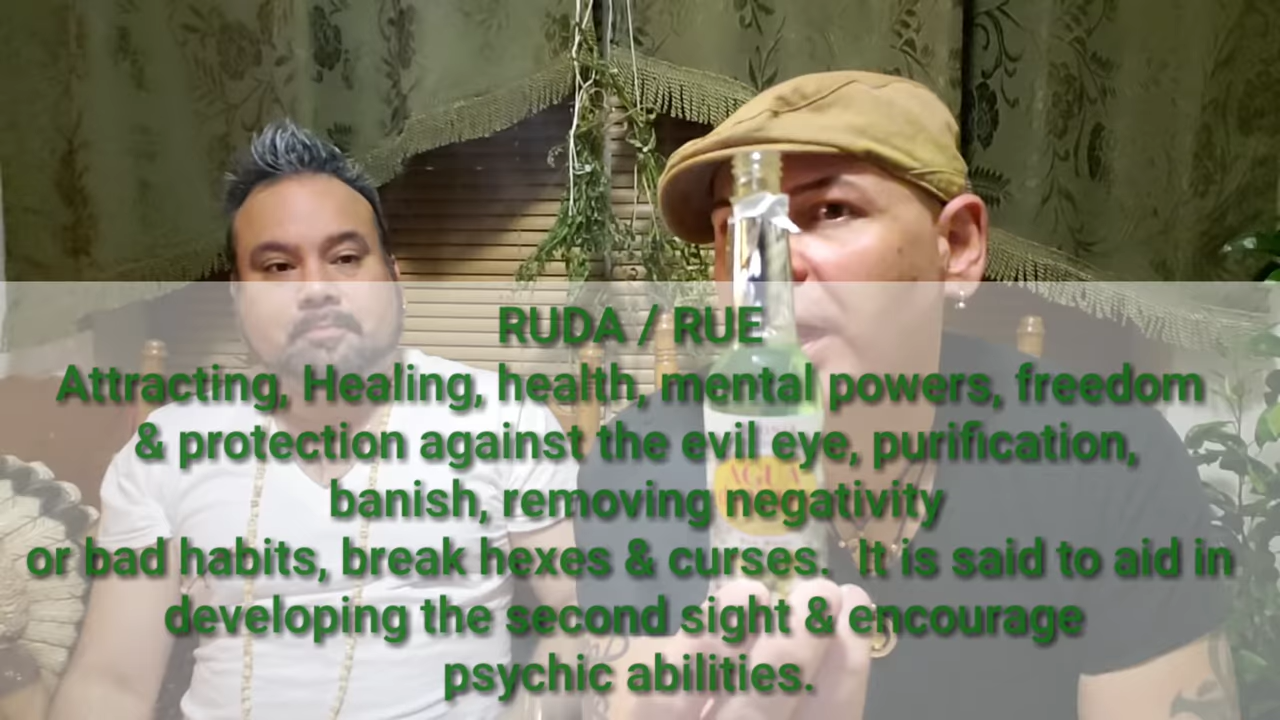 RUDA / RUE
Attracting, Healing, health, mental powers, freedom
& protection against the evil eye, purification,
banish, removing negativity
or bad habits, break hexes & curses. It is said to aid in
developing the second sight & encourage
psychic abilities.
AGUA